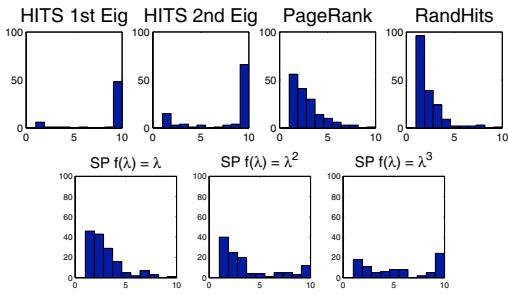 HITS 1st Eig HITS 2nd Eig PageRank RandHits
100 100 100 100
50 50 50 50
0 0 0 0
0 5 10 0 5 10 0 5 10 0 5 10
SP f(λ) = λ SP f(λ) = λ² SP f(λ) = λ³
100 100 100
80 80 80
60 60 60
40 40 40
20 20 20
0 0 0
0 5 10 0 5 10 0 5 10